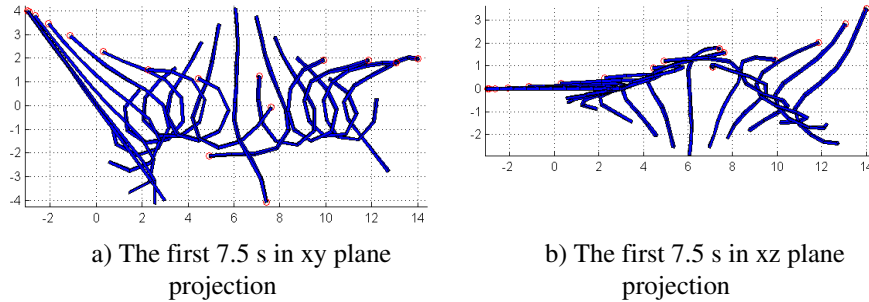 4
3
2
1
0
-1
-2
-3
-4
-2 0 2 4 6 8 10 12 14
3
2
1
0
-1
-2
-2 0 2 4 6 8 10 12 14
a) The first 7.5 s in xy plane
projection
b) The first 7.5 s in xz plane
projection